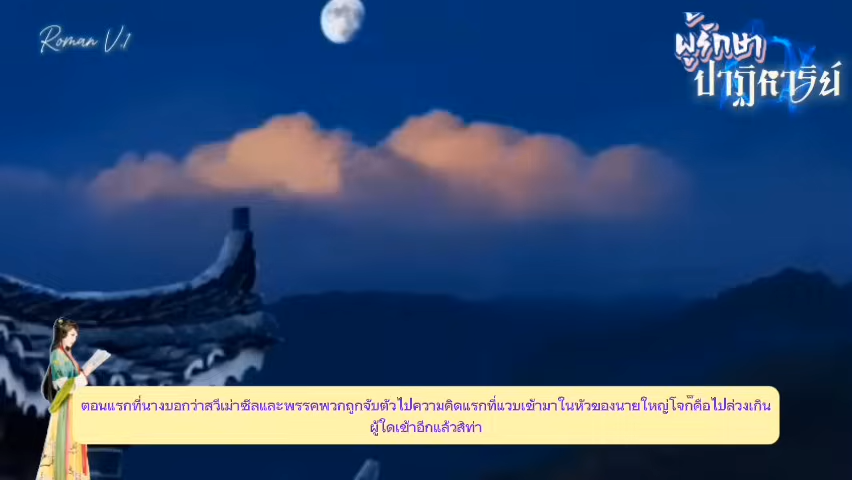 Roman V.1
ผู้รักษา
ปาฏิหาริย์
ตอนแรกที่นางบอกว่าสวีเม่าซีลและพรรคพวกถูกจับตัวไปความคิดแรกที่แวบเข้ามาในหัวของนายใหญ่โจก็คือไปล่วงเกิน
ผู้ใดเข้าอีกแล้วสิท่า